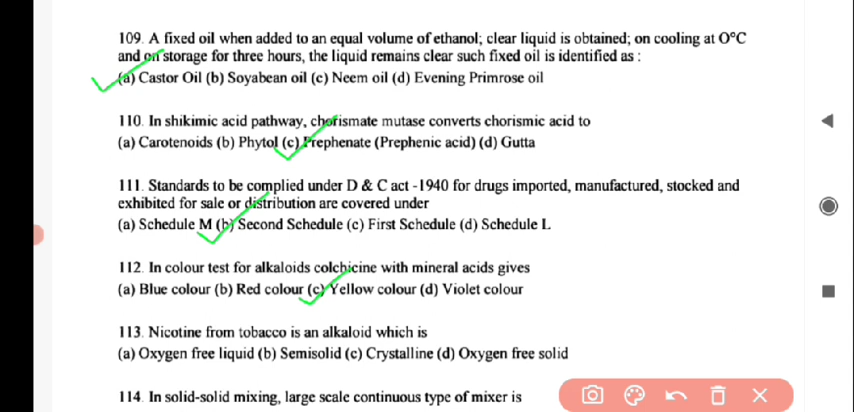 109. A fixed oil when added to an equal volume of ethanol; clear liquid is obtained; on cooling at O°C
and on storage for three hours, the liquid remains clear such fixed oil is identified as :
(a) Castor Oil (b) Soyabean oil (c) Neem oil (d) Evening Primrose oil
110. In shikimic acid pathway, chorismate mutase converts chorismic acid to
(a) Carotenoids (b) Phytol (c) Prephenate (Prephenic acid) (d) Gutta
111. Standards to be complied under D & C act -1940 for drugs imported, manufactured, stocked and
exhibited for sale or distribution are covered under
(a) Schedule M (b) Second Schedule (c) First Schedule (d) Schedule L
112. In colour test for alkaloids colchicine with mineral acids gives
(a) Blue colour (b) Red colour (c) Yellow colour (d) Violet colour
113. Nicotine from tobacco is an alkaloid which is
(a) Oxygen free liquid (b) Semisolid (c) Crystalline (d) Oxygen free solid
114. In solid-solid mixing, large scale continuous type of mixer is